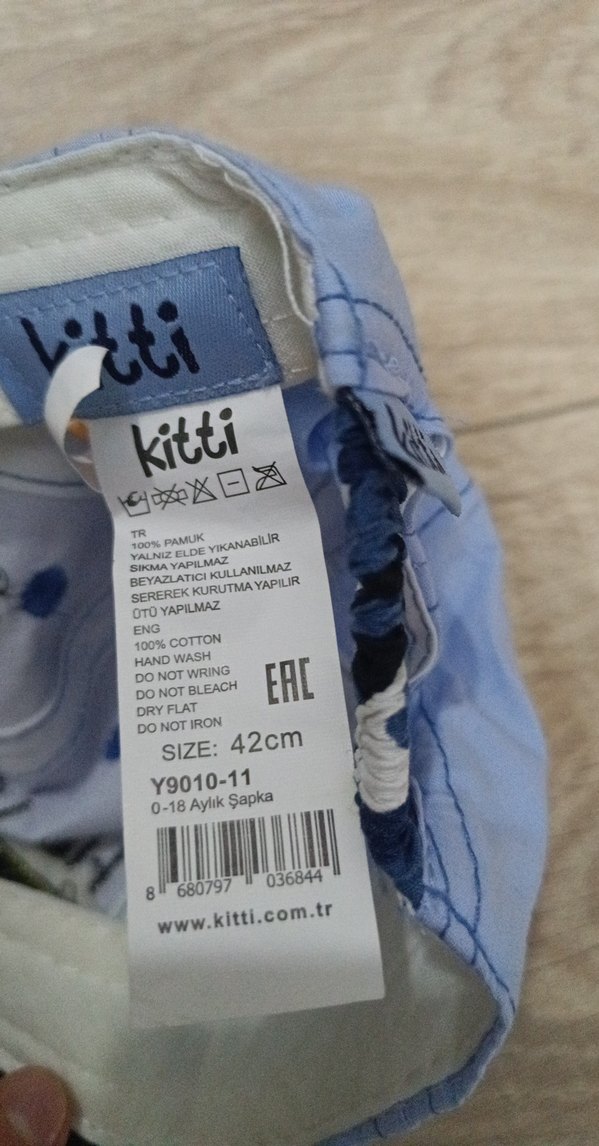 kitti
kitti
kitti
TR
100% PAMUK
YALNIZ ELDE YIKANABİLİR
SIKMA YAPILMAZ
BEYAZLATICI KULLANILMAZ
SEREREK KURUTMA YAPILIR
ÜTÜ YAPILMAZ
ENG
100% COTTON
HAND WASH
DO NOT WRING
DO NOT BLEACH
DRY FLAT
DO NOT IRON
EAC
SIZE: 42cm
Y9010-11
0-18 Aylık Şapka
8 680797 036844
www.kitti.com.tr